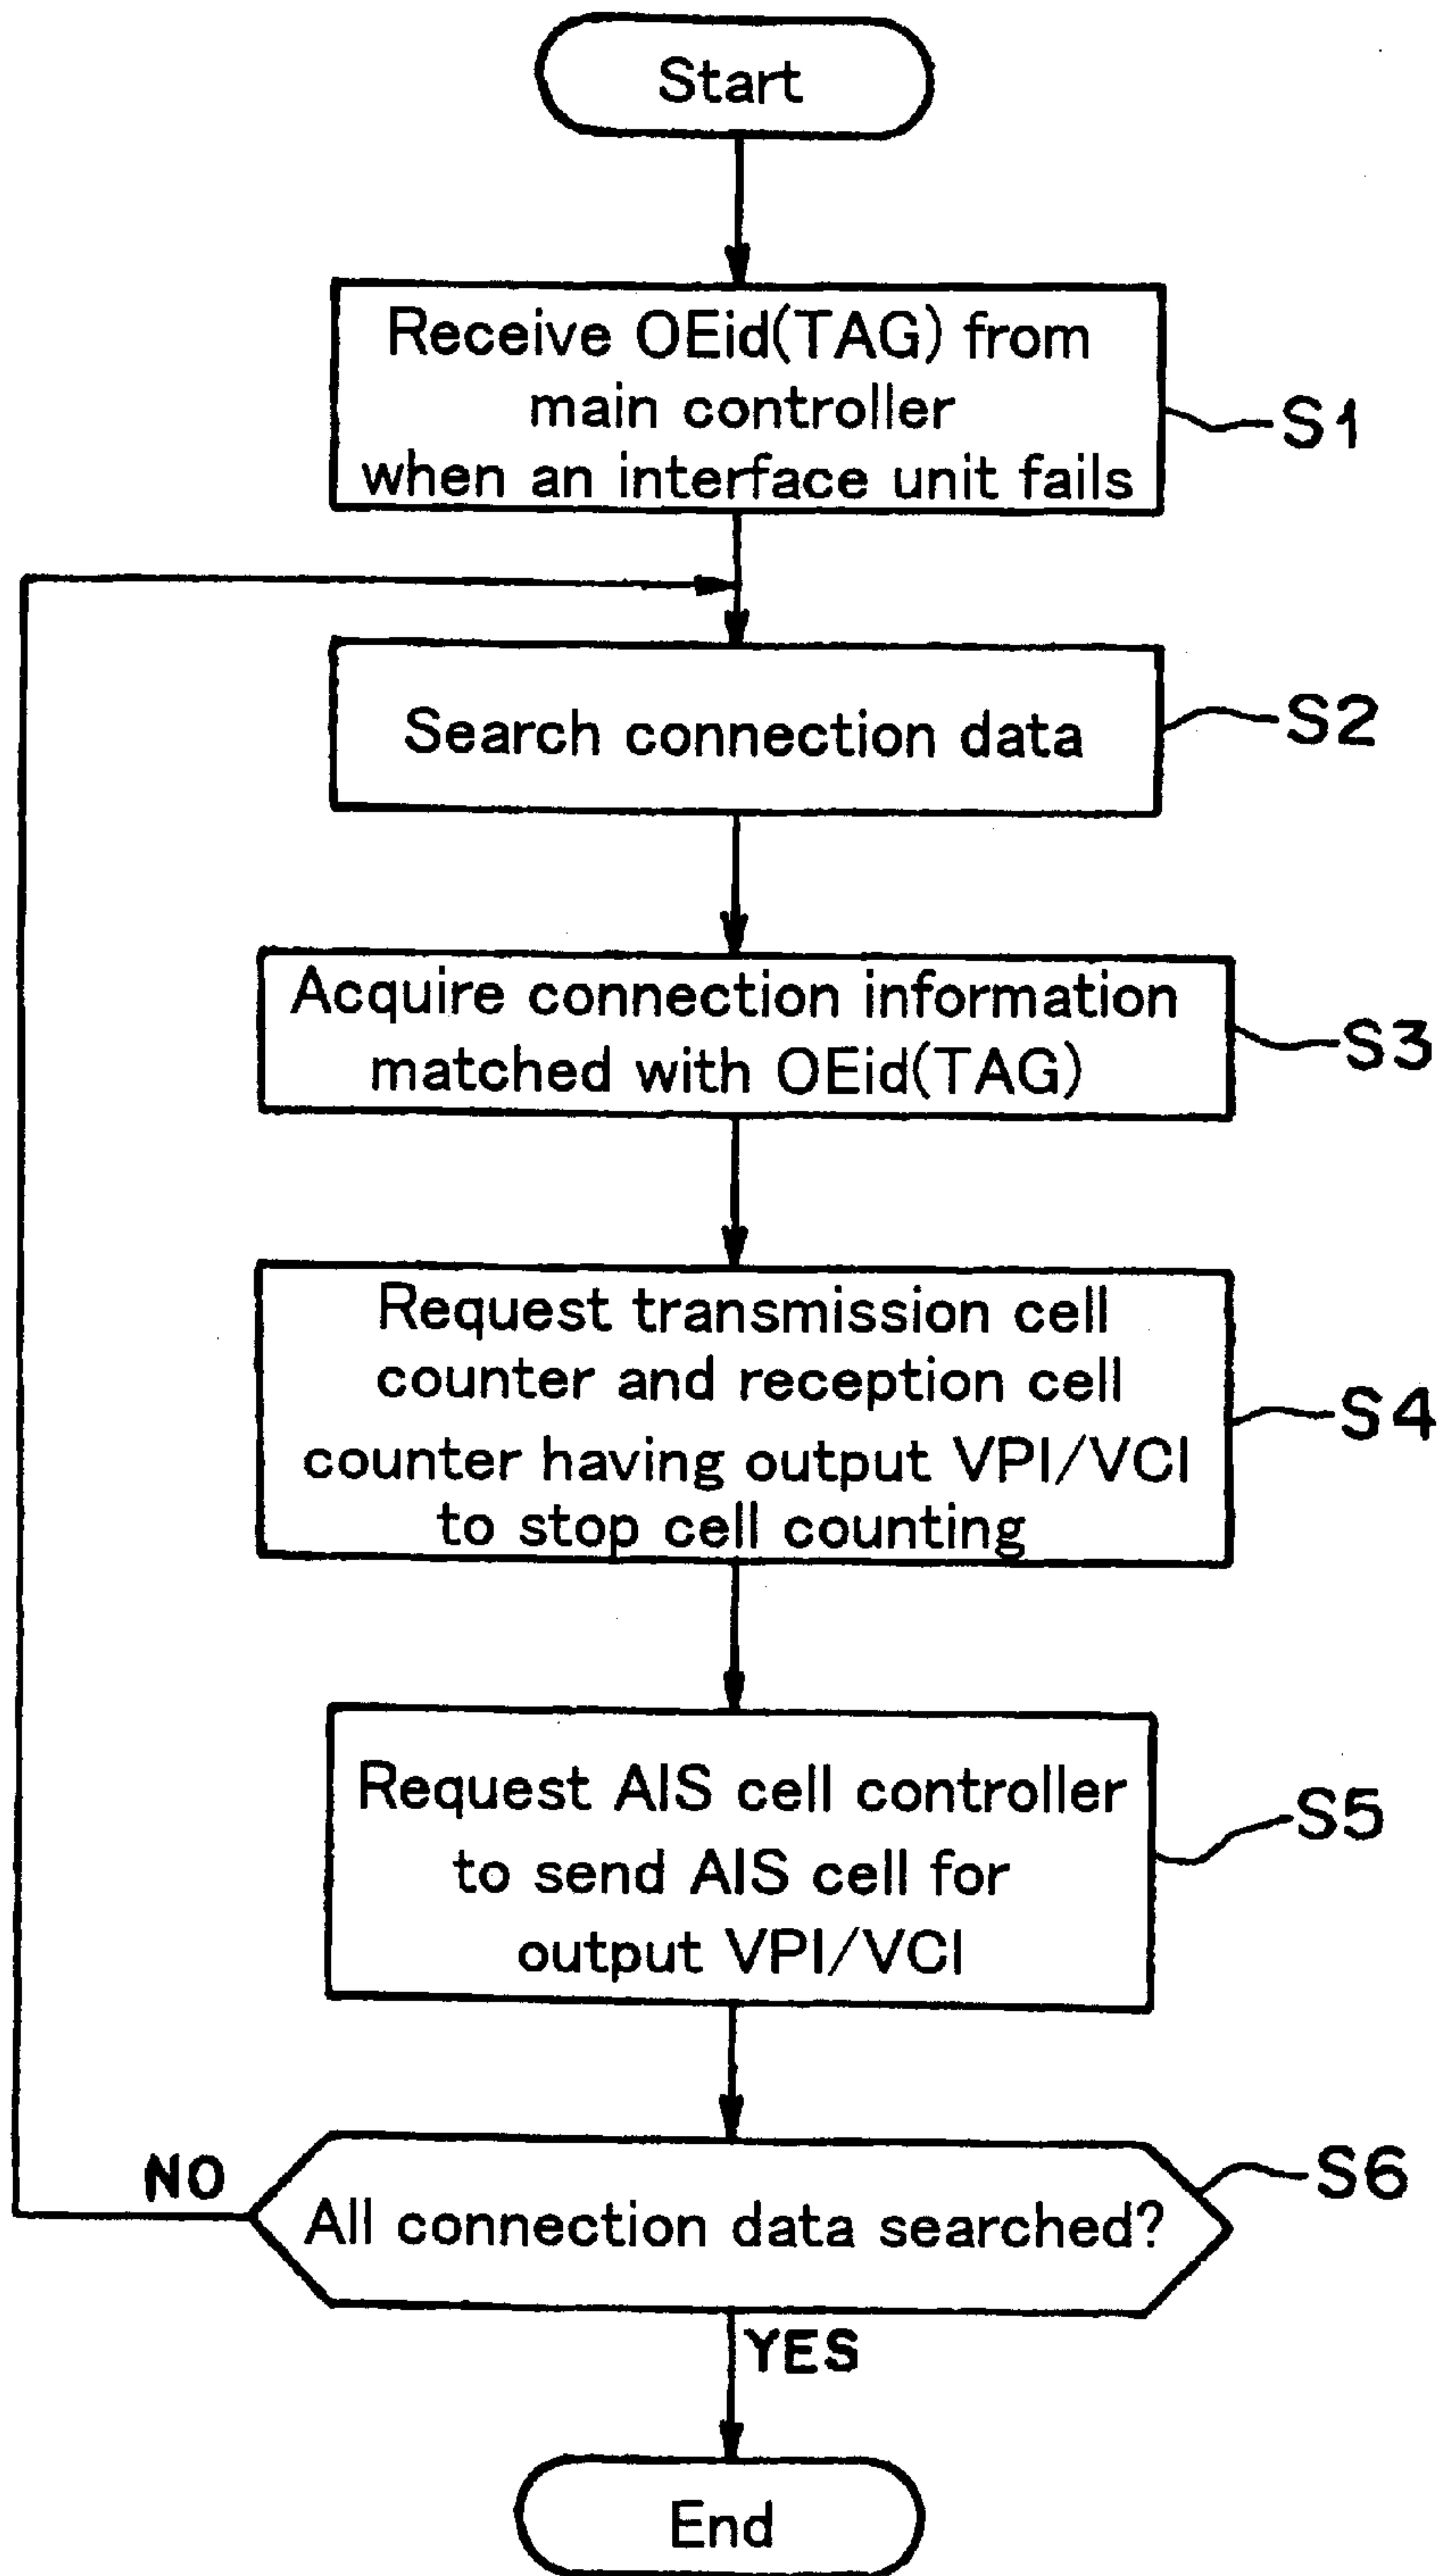 Start
Receive OEid(TAG) from
main controller
when an interface unit fails
S1
Search connection data
S2
Acquire connection information
matched with OEid(TAG)
S3
Request transmission cell
counter and reception cell
counter having output VPI/VCI
to stop cell counting
S4
Request AIS cell controller
to send AIS cell for
output VPI/VCI
S5
NO
All connection data searched?
S6
YES
End